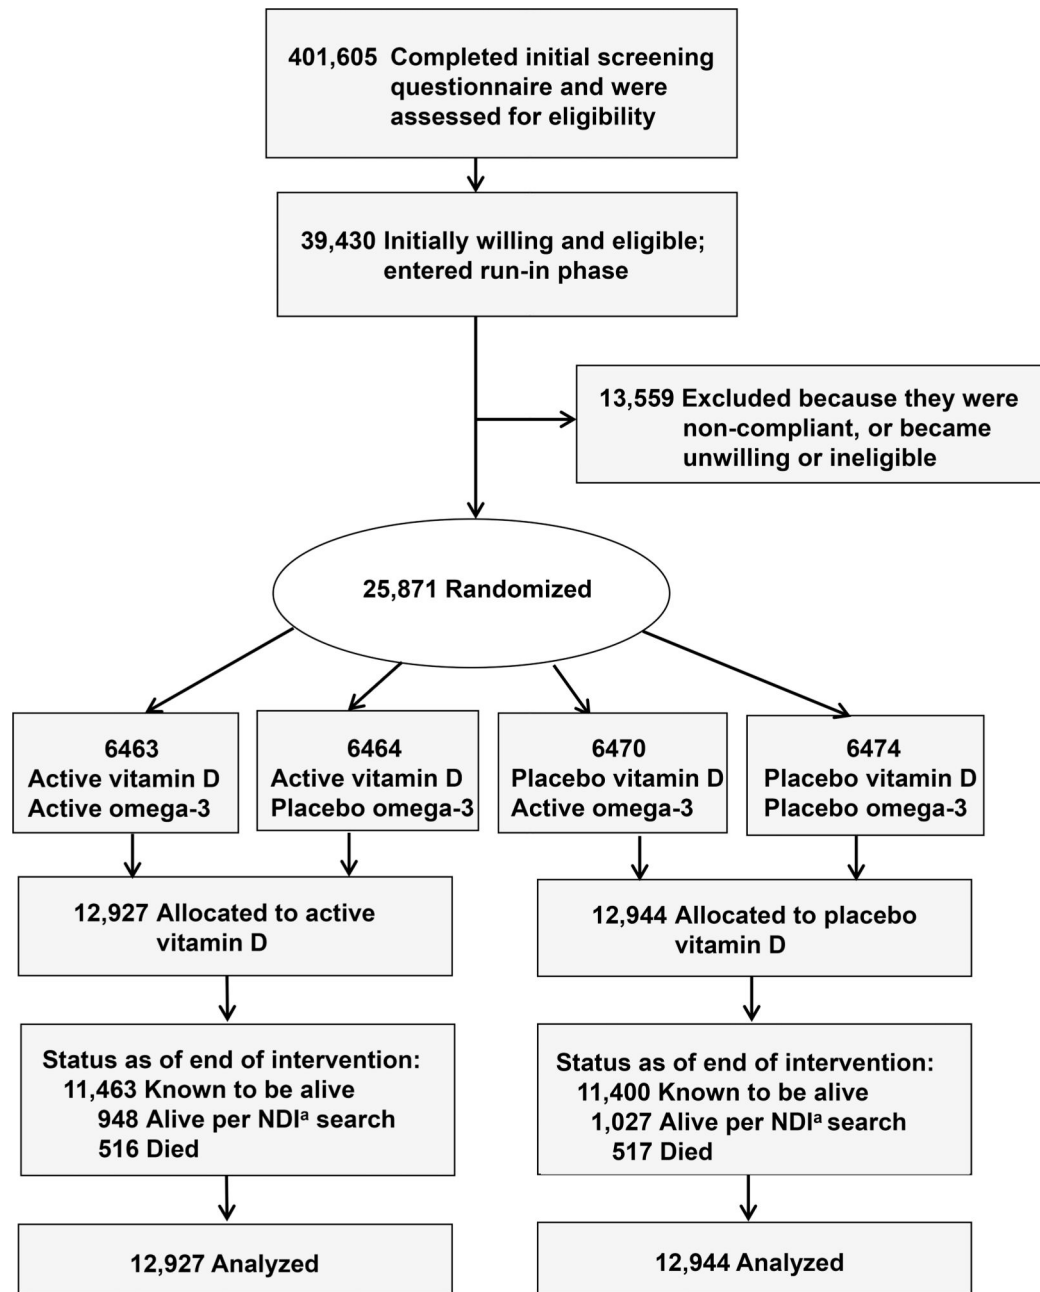 401,605 Completed initial screening
questionnaire and were
assessed for eligibility
39,430 Initially willing and eligible;
entered run-in phase
13,559 Excluded because they were
non-compliant, or became
unwilling or ineligible
25,871 Randomized
6463
Active vitamin D
Active omega-3
6464
Active vitamin D
Placebo omega-3
6470
Placebo vitamin D
Active omega-3
6474
Placebo vitamin D
Placebo omega-3
12,927 Allocated to active
vitamin D
12,944 Allocated to placebo
vitamin D
Status as of end of intervention:
11,463 Known to be alive
948 Alive per NDIᵃ search
516 Died
Status as of end of intervention:
11,400 Known to be alive
1,027 Alive per NDIᵃ search
517 Died
12,927 Analyzed
12,944 Analyzed